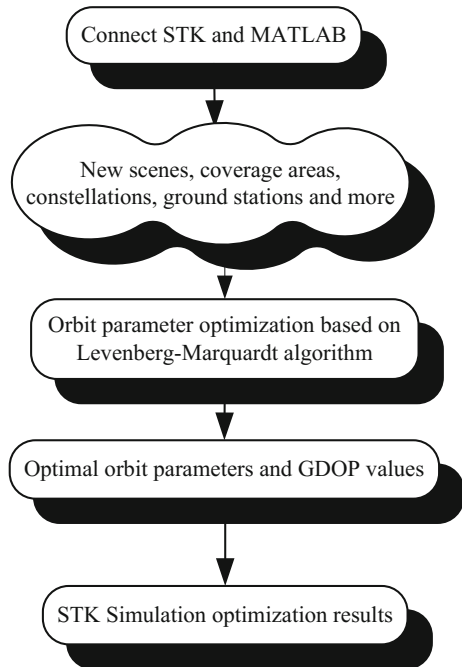 Connect STK and MATLAB
New scenes, coverage areas,
constellations, ground stations and more
Orbit parameter optimization based on
Levenberg-Marquardt algorithm
Optimal orbit parameters and GDOP values
STK Simulation optimization results